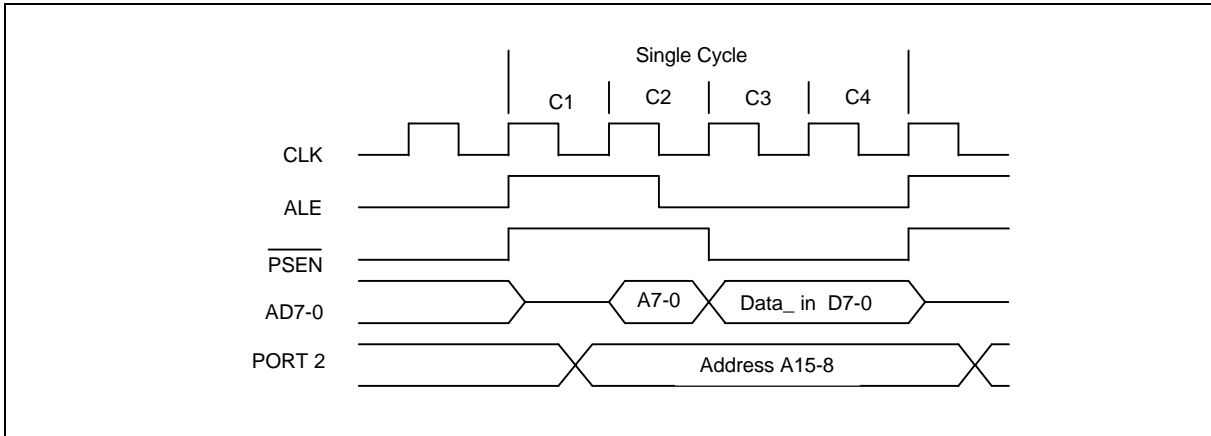 Single Cycle
C1 C2 C3 C4
CLK
ALE
PSEN
AD7-0 A7-0 Data_ in D7-0
PORT 2 Address A15-8